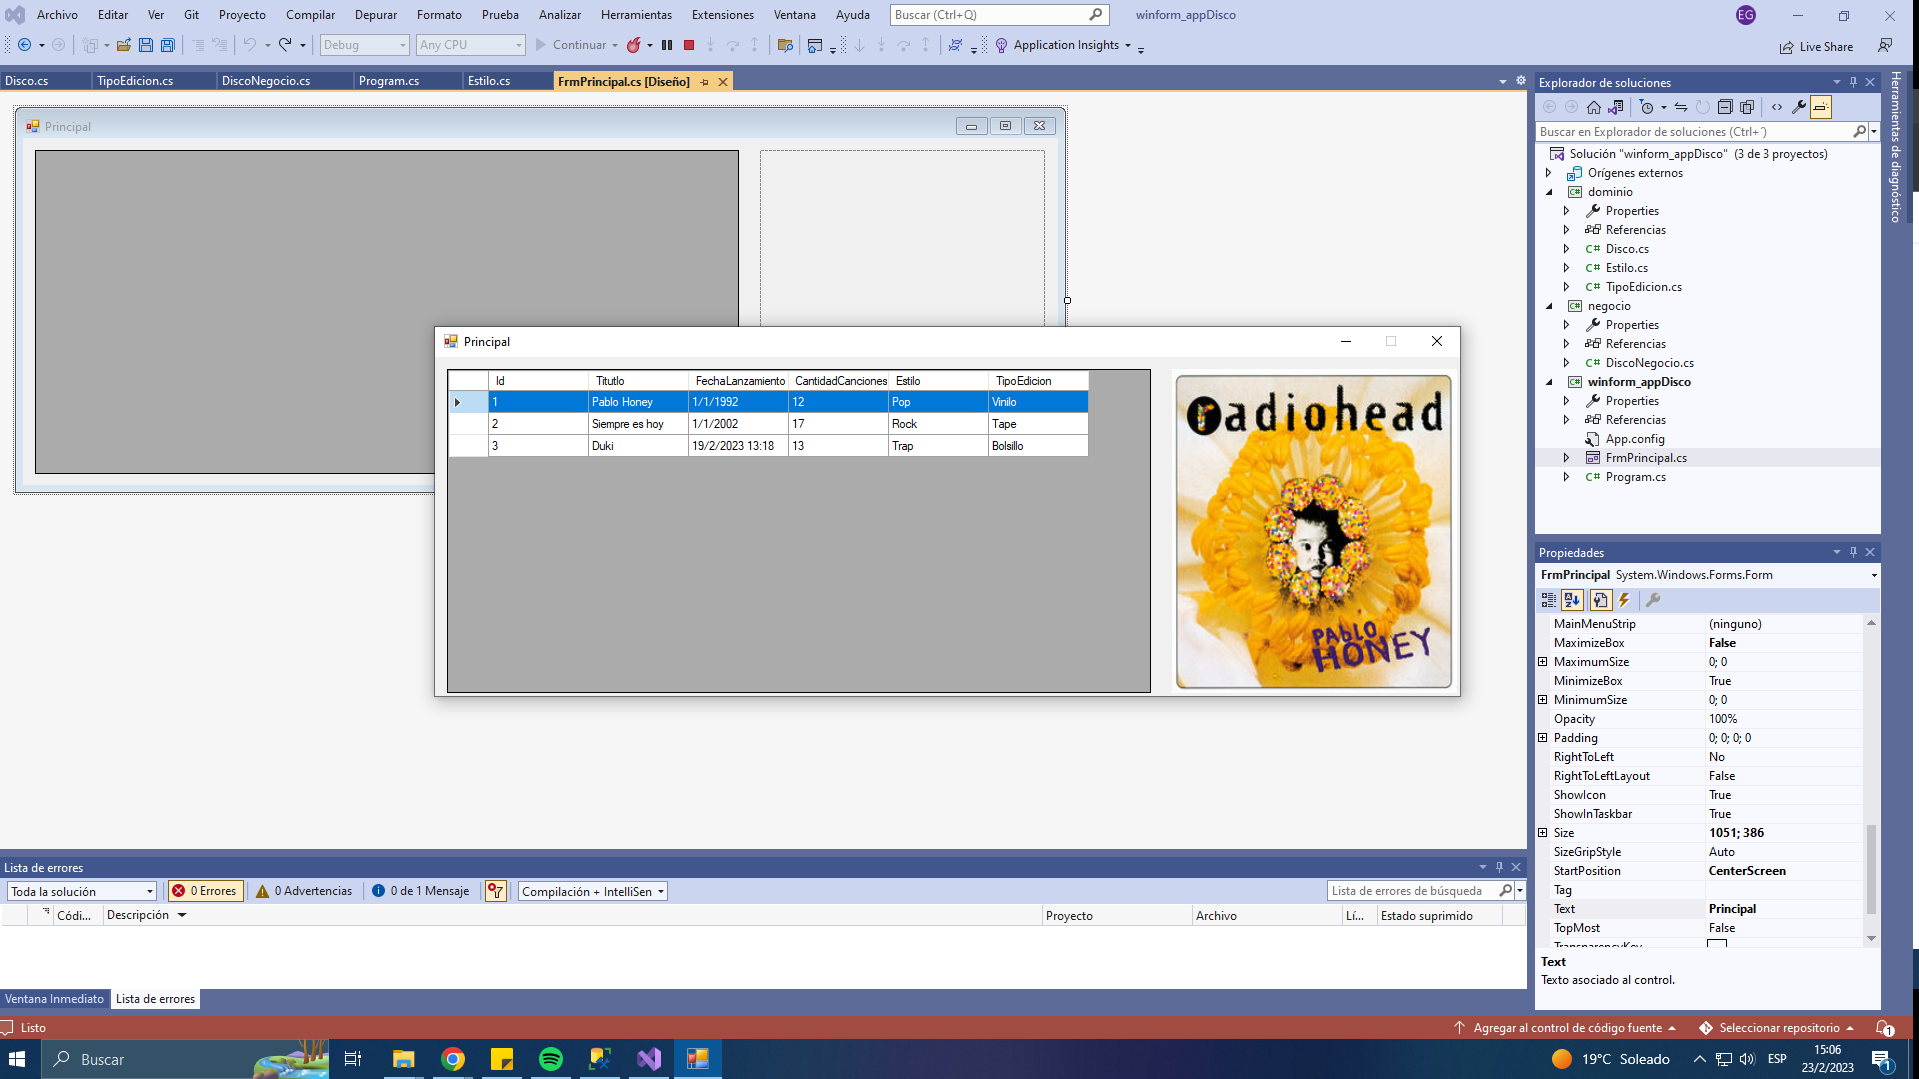 Archivo Editar Ver Git Proyecto Compilar Depurar Formato Prueba Analizar Herramientas Extensiones Ventana Ayuda Buscar (Ctrl+Q) winform_appDisco EG
Debug Any CPU Continuar Application Insights Live Share
Disco.cs TipoEdicion.cs DiscoNegocio.cs Program.cs Estilo.cs FrmPrincipal.cs [Diseño]
Principal
Principal
Id Titutlo FechaLanzamiento CantidadCanciones Estilo TipoEdicion
1 Pablo Honey 1/1/1992 12 Pop Vinilo
2 Siempre es hoy 1/1/2002 17 Rock Tape
3 Duki 19/2/2023 13:18 13 Trap Bolsillo
radiohead
PABLO
HONEY
Explorador de soluciones
Buscar en Explorador de soluciones (Ctrl+´)
Solución "winform_appDisco" (3 de 3 proyectos)
Orígenes externos
C# dominio
Properties
Referencias
C# Disco.cs
C# Estilo.cs
C# TipoEdicion.cs
C# negocio
Properties
Referencias
C# DiscoNegocio.cs
C# winform_appDisco
Properties
Referencias
App.config
FrmPrincipal.cs
C# Program.cs
Herramientas de diagnóstico
Propiedades
FrmPrincipal System.Windows.Forms.Form
MainMenuStrip (ninguno)
MaximizeBox False
MaximumSize 0; 0
MinimizeBox True
MinimumSize 0; 0
Opacity 100%
Padding 0; 0; 0; 0
RightToLeft No
RightToLeftLayout False
ShowIcon True
ShowInTaskbar True
Size 1051; 386
SizeGripStyle Auto
StartPosition CenterScreen
Tag
Text Principal
TopMost False
TransparencyKey
Text
Texto asociado al control.
Lista de errores
Toda la solución 0 Errores 0 Advertencias 0 de 1 Mensaje Compilación + IntelliSen Lista de errores de búsqueda
Códi... Descripción Proyecto Archivo Lí... Estado suprimido
Ventana Inmediato Lista de errores
Listo Agregar al control de código fuente Seleccionar repositorio 1
Buscar 19°C Soleado ESP 15:06
23/2/2023 1